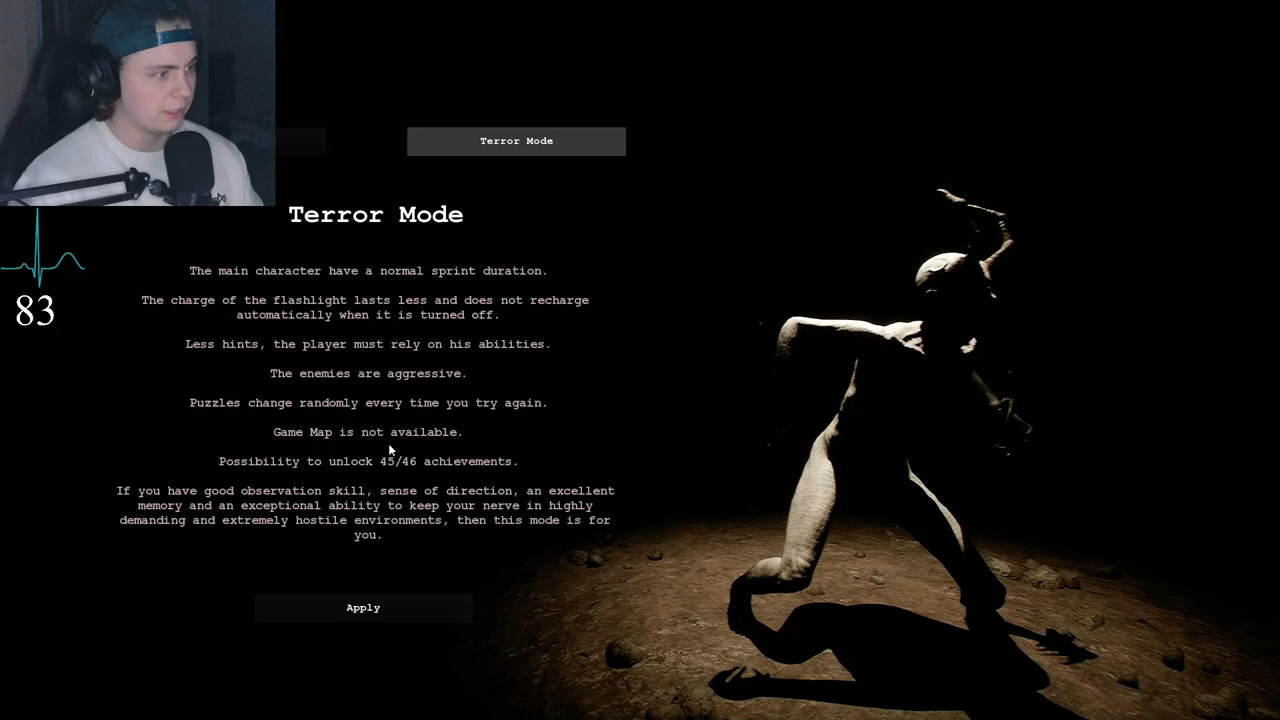 Terror Mode
Terror Mode
The main character have a normal sprint duration.
The charge of the flashlight lasts less and does not recharge
automatically when it is turned off.
Less hints, the player must rely on his abilities.
The enemies are aggressive.
Puzzles change randomly every time you try again.
Game Map is not available.
Possibility to unlock 45/46 achievements.
If you have good observation skill, sense of direction, an excellent
memory and an exceptional ability to keep your nerve in highly
demanding and extremely hostile environments, then this mode is for
you.
Apply
83